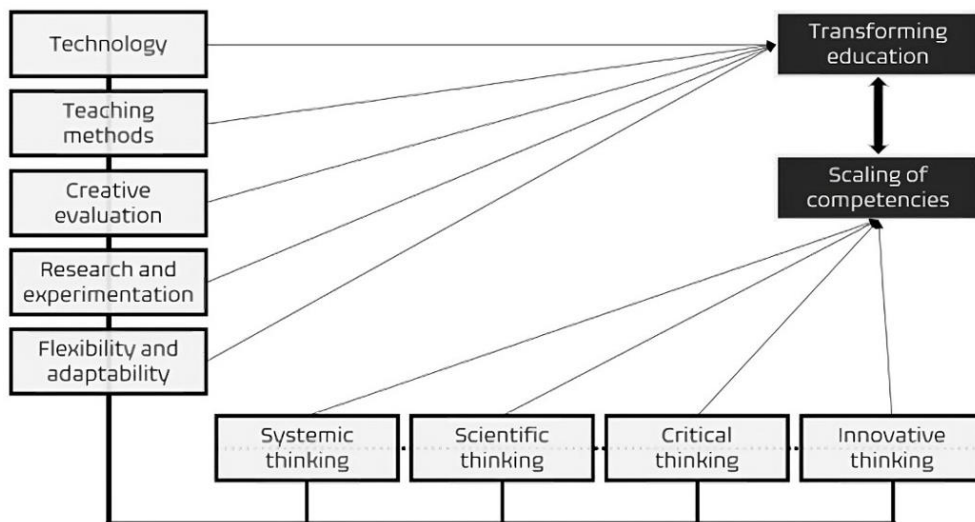 Technology
Transforming
education
Teaching
methods
Creative
evaluation
Scaling of
competencies
Research and
experimentation
Flexibility and
adaptability
Systemic
thinking
Scientific
thinking
Critical
thinking
Innovative
thinking